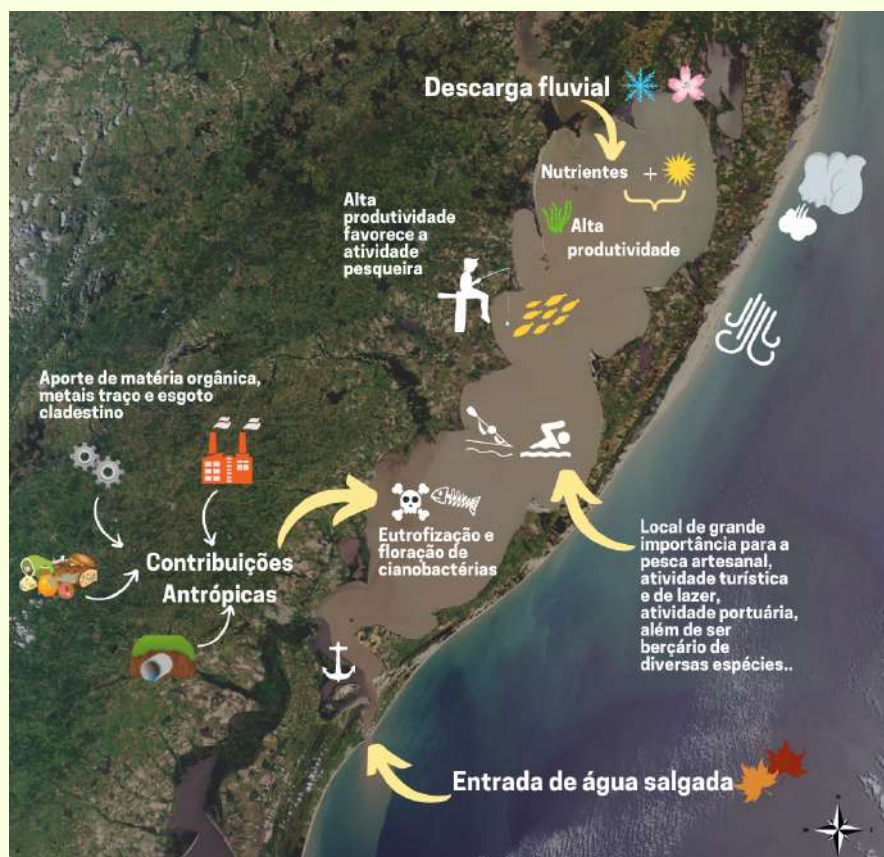 Descarga fluvial
Nutrientes +
Alta
produtividade
Alta
produtividade
favorece a
atividade
pesqueira
Aporte de matéria orgânica,
metais traço e esgoto
cladestino
Contribuições
Antrópicas
Eutrofização e
floração de
cianobactérias
Local de grande
importância para a
pesca artesanal,
atividade turística
e de lazer,
atividade portuária,
além de ser
berçário de
diversas espécies..
Entrada de água salgada